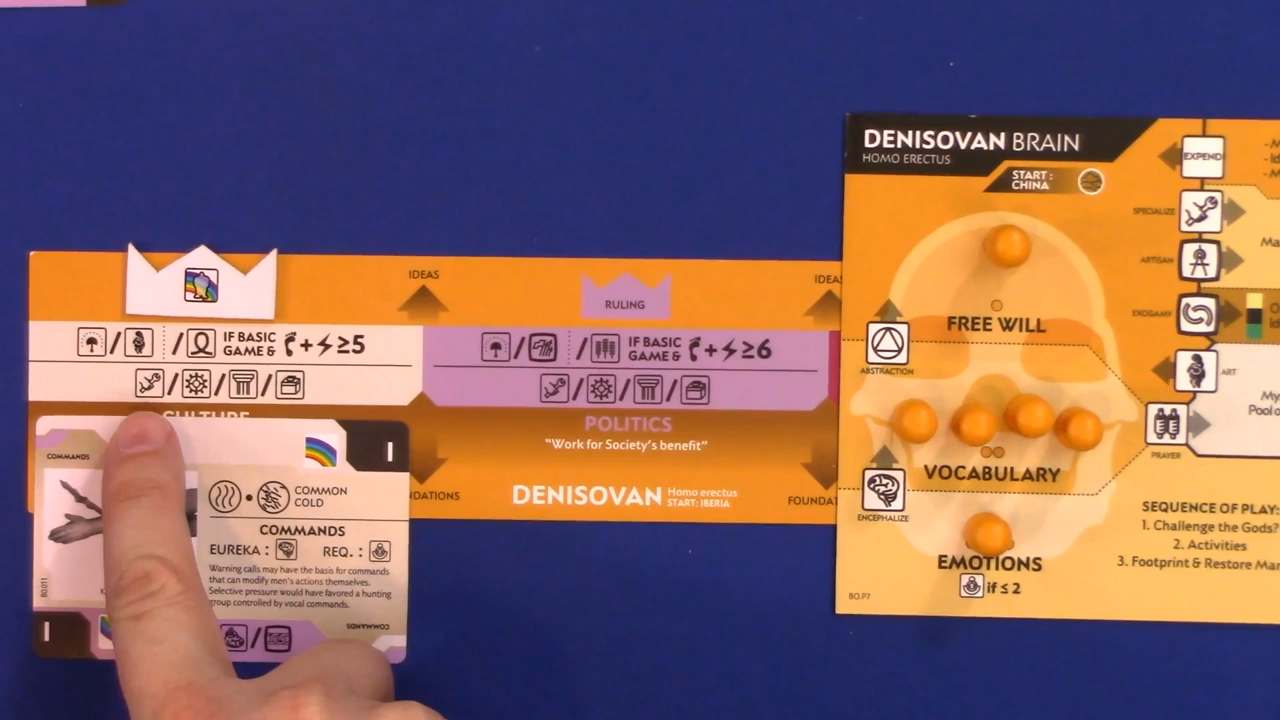 IDEAS
IDEAS
RULING
IF BASIC
GAME &
≥5
IF BASIC
GAME &
≥6
CULTURE
POLITICS
"Work for Society's benefit"
DENISOVAN
Homo erectus
START: IBERIA
FOUNDAT
COMMANDS
I
COMMON
COLD
COMMANDS
EUREKA :
REQ. :
Warning calls may have the basis for commands
that can modify men's actions themselves.
Selective pressure would have favored a hunting
group controlled by vocal commands.
COMMANDS
I
DENISOVAN BRAIN
HOMO ERECTUS
START :
CHINA
EXPEND
SPECIALIZE
ARTISAN
EXOGAMY
ART
PRAYER
FREE WILL
ABSTRACTION
VOCABULARY
ENCEPHALIZE
EMOTIONS
if ≤ 2
SEQUENCE OF PLAY:
1. Challenge the Gods?
2. Activities
3. Footprint & Restore